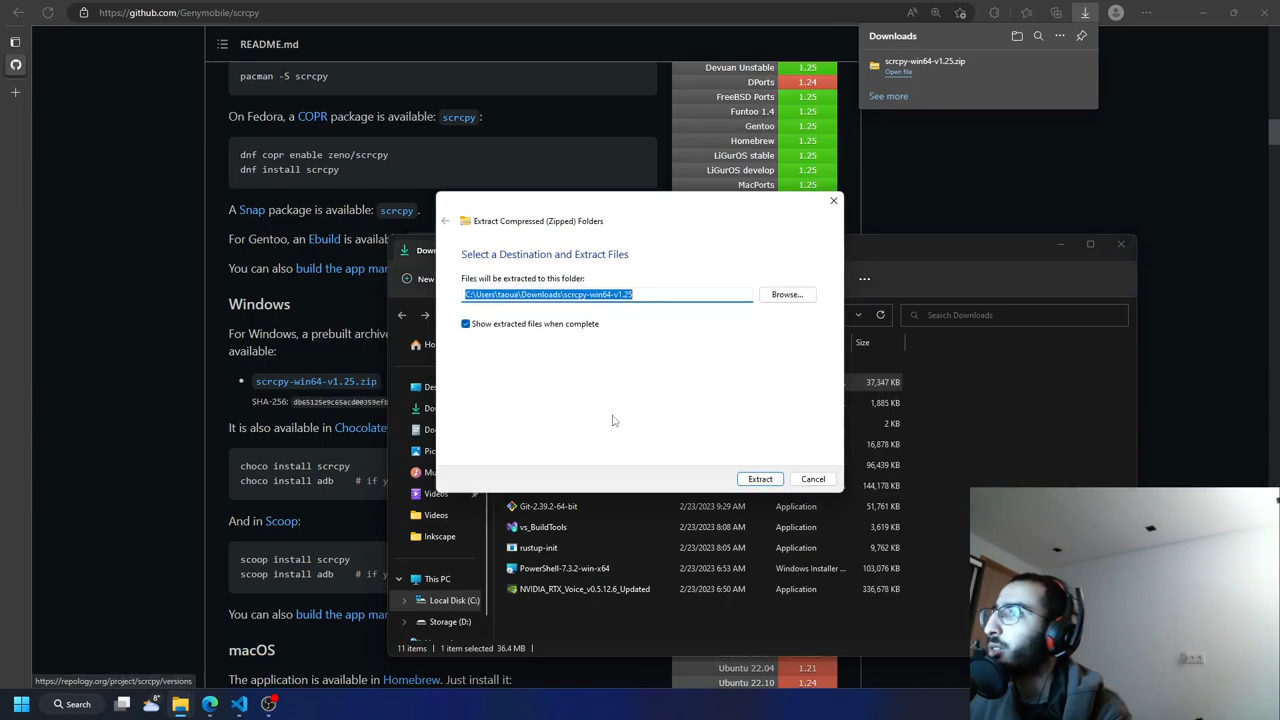 https://github.com/Genymobile/scrcpy
README.md
pacman -S scrcpy
On Fedora, a COPR package is available: scrcpy:
dnf copr enable zeno/scrcpy
dnf install scrcpy
A Snap package is available: scrcpy.
For Gentoo, an Ebuild is availab
You can also build the app man
Windows
For Windows, a prebuilt archive
available:
scrcpy-win64-v1.25.zip
SHA-256: db65125e9c65acd00359efb
It is also available in Chocolate
choco install scrcpy
choco install adb # if y
And in Scoop:
scoop install scrcpy
scoop install adb # if y
You can also build the app man
macOS
The application is available in Homebrew. Just install it:
https://repology.org/project/scrcpy/versions
Devuan Unstable 1.25
DPorts 1.24
FreeBSD Ports 1.25
Funtoo 1.4 1.25
Gentoo 1.25
Homebrew 1.25
LiGurOS stable 1.25
LiGurOS develop 1.25
MacPorts 1.25
Ubuntu 22.04 1.21
Ubuntu 22.10 1.24
Downloads
scrcpy-win64-v1.25.zip
Open file
See more
Extract Compressed (Zipped) Folders
Select a Destination and Extract Files
Files will be extracted to this folder:
C:\Users\taoua\Downloads\scrcpy-win64-v1.25
Browse...
Show extracted files when complete
Extract
Cancel
Dow
New
Search Downloads
Size
Ho
Des
Do
Do
Pic
Mu
Videos
Videos
Inkscape
This PC
Local Disk (C:)
Storage (D:)
37,347 KB
1,885 KB
2 KB
16,878 KB
96,439 KB
144,178 KB
Git-2.39.2-64-bit 2/23/2023 9:29 AM Application 51,761 KB
vs_BuildTools 2/23/2023 8:08 AM Application 3,619 KB
rustup-init 2/23/2023 8:05 AM Application 9,762 KB
PowerShell-7.3.2-win-x64 2/23/2023 6:53 AM Windows Installer ... 103,076 KB
NVIDIA_RTX_Voice_v0.5.12.6_Updated 2/23/2023 6:50 AM Application 336,678 KB
11 items 1 item selected 36.4 MB
Search
8°